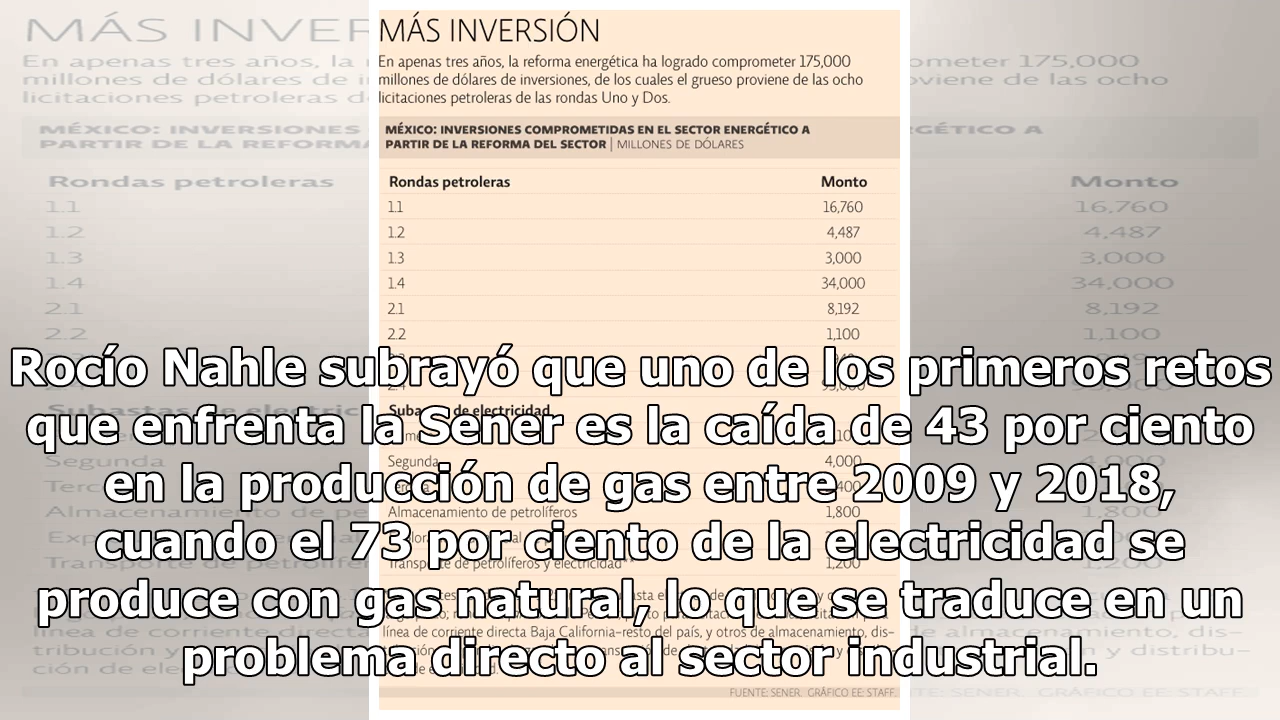 MÁS INVERSIÓN
En apenas tres años, la reforma energética ha logrado comprometer 175,000
millones de dólares de inversiones, de los cuales el grueso proviene de las ocho
licitaciones petroleras de las rondas Uno y Dos.
MÉXICO: INVERSIONES COMPROMETIDAS EN EL SECTOR ENERGÉTICO A
PARTIR DE LA REFORMA DEL SECTOR | MILLONES DE DÓLARES
Rondas petroleras Monto
1.1 16,760
1.2 4,487
1.3 3,000
1.4 34,000
2.1 8,192
2.2 1,100
Rocío Nahle subrayó que uno de los primeros retos
que enfrenta la Sener es la caída de 43 por ciento
en la producción de gas entre 2009 y 2018,
cuando el 73 por ciento de la electricidad se
produce con gas natural, lo que se traduce en un
problema directo al sector industrial.
Subastas de electricidad
Segunda 4,000
Almacenamiento de petrolíferos 1,800
Transporte de petrolíferos y electricidad** 1,200
línea de corriente directa Baja California–resto del país, y otros de almacenamiento, dis-
FUENTE: SENER. GRÁFICO EE: STAFF